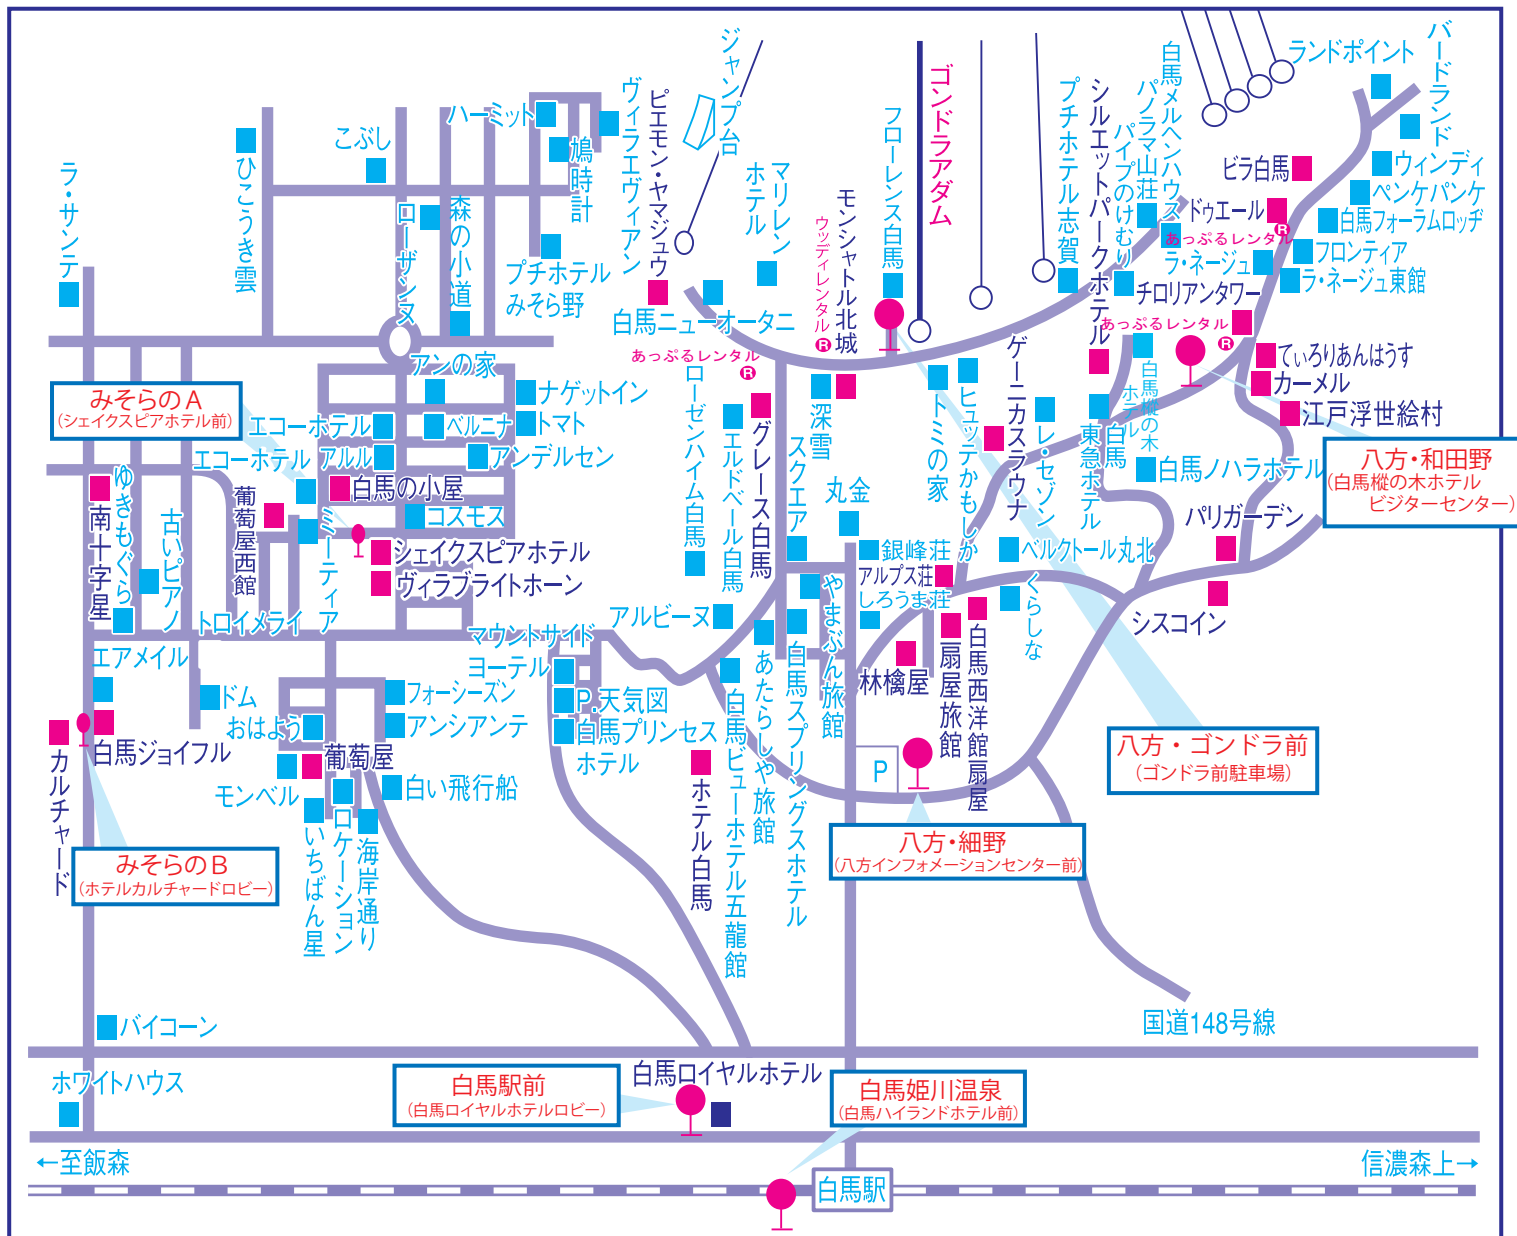 ジャンプ台
ゴンドラアダム
ランドポイント
バードランド
白馬メルヘンハウス
パノラマ山荘
パイプのけむり
シルエットパークホテル
プチホテル志賀
フローレンス白馬
ハーミット
鳩時計
ヴィラエヴィアン
ピエモン・ヤマジュウ
マリレン
ホテル
モンシャトル北城
ウッディレンタル
R
こぶし
ひこうき雲
ラ・サンテ
ローザンヌ
森の小道
プチホテル
みそら野
白馬ニューオータニ
ビラ白馬
ウィンディ
ペンケパンケ
ドゥエール
白馬フォーラムロッヂ
R
あっぷるレンタル
フロンティア
ラ・ネージュ
ラ・ネージュ東館
チロリアンタワー
あっぷるレンタル
R
てぃろりあんはうす
カーメル
江戸浮世絵村
白馬樅の木
ホテル
白馬
東急ホテル
白馬ノハラホテル
あっぷるレンタル
R
アンの家
ナゲットイン
トマト
ベルニナ
アンデルセン
エコーホテル
エコーホテル アルル
みそらのA
(シェイクスピアホテル前)
白馬の小屋
コスモス
シェイクスピアホテル
ヴィラブライトホーン
ミーティア
葡萄屋西館
南十字星
ゆきもぐら
古いピアノ
トロイメライ
エアメイル
ドム
おはよう
フォーシーズン
アンシアンテ
葡萄屋
モンベル
白い飛行船
いちばん星
ロケーション
海岸通り
白馬ジョイフル
カルチャード
みそらのB
(ホテルカルチャードロビー)
マウントサイド
ヨーデル
P.天気図
白馬プリンセス
ホテル
アルビーヌ
ローゼンハイム白馬
エルドベール白馬
グレース白馬
深雪
スクエア
丸金
銀峰荘
アルプス荘
しろうま荘
やまぶん旅館
白馬スプリングスホテル
あたらしや旅館
白馬ビューホテル五龍館
ホテル白馬
トミの家
ヒュッテかもしか
ゲーニカスラウナ
レ・セゾン
ベルクトール丸北
くらしな
林檎屋
扇屋旅館
白馬西洋館扇屋
パリガーデン
シスコイン
P
八方・和田野
(白馬樅の木ホテル
ビジターセンター)
八方・ゴンドラ前
(ゴンドラ前駐車場)
八方・細野
(八方インフォメーションセンター前)
国道148号線
バイコーン
ホワイトハウス
白馬駅前
(白馬ロイヤルホテルロビー)
白馬ロイヤルホテル
白馬姫川温泉
(白馬ハイランドホテル前)
←至飯森
信濃森上→
白馬駅